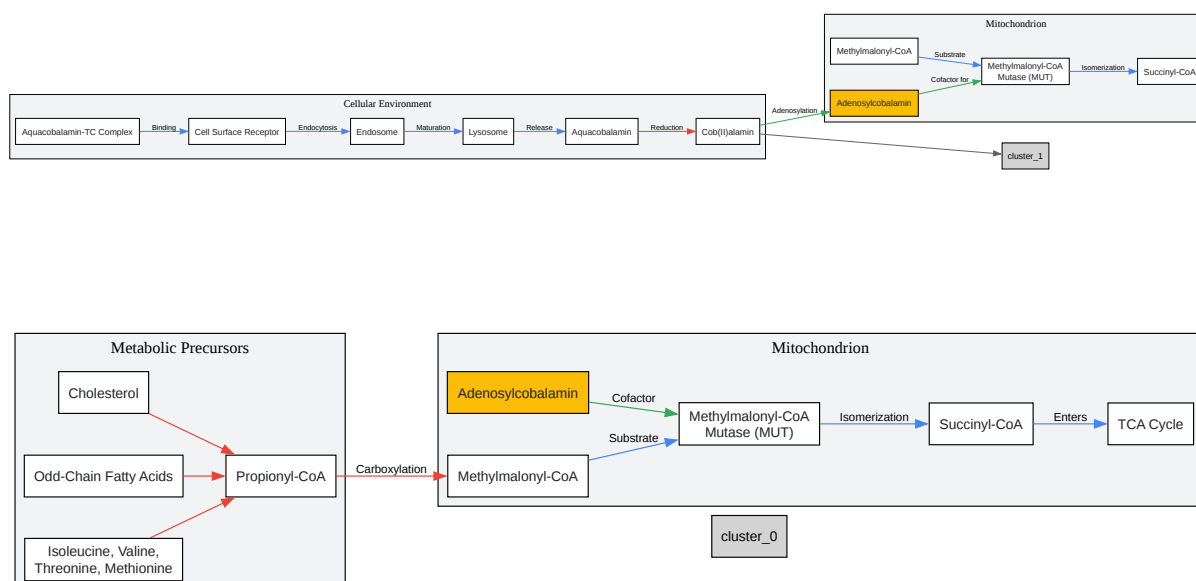 Mitochondrion
Methylmalonyl-CoA
Substrate
Methylmalonyl-CoA
Mutase (MUT)
Isomerization
Succinyl-CoA
Cofactor for
Adenosylcobalamin
Cellular Environment
Aquacobalamin-TC Complex
Binding
Cell Surface Receptor
Endocytosis
Endosome
Maturation
Lysosome
Release
Aquacobalamin
Reduction
Cob(II)alamin
Adenosylation
cluster_1
Metabolic Precursors
Cholesterol
Odd-Chain Fatty Acids
Isoleucine, Valine,
Threonine, Methionine
Propionyl-CoA
Carboxylation
Mitochondrion
Adenosylcobalamin
Cofactor
Substrate
Methylmalonyl-CoA
Methylmalonyl-CoA
Mutase (MUT)
Isomerization
Succinyl-CoA
Enters
TCA Cycle
cluster_0